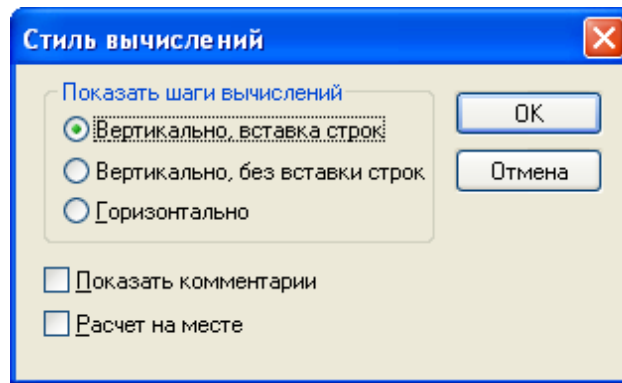 Стиль вычислений
Показать шаги вычислений
Вертикально, вставка строк
ОК
Вертикально, без вставки строк
Отмена
Горизонтально
Показать комментарии
Расчет на месте